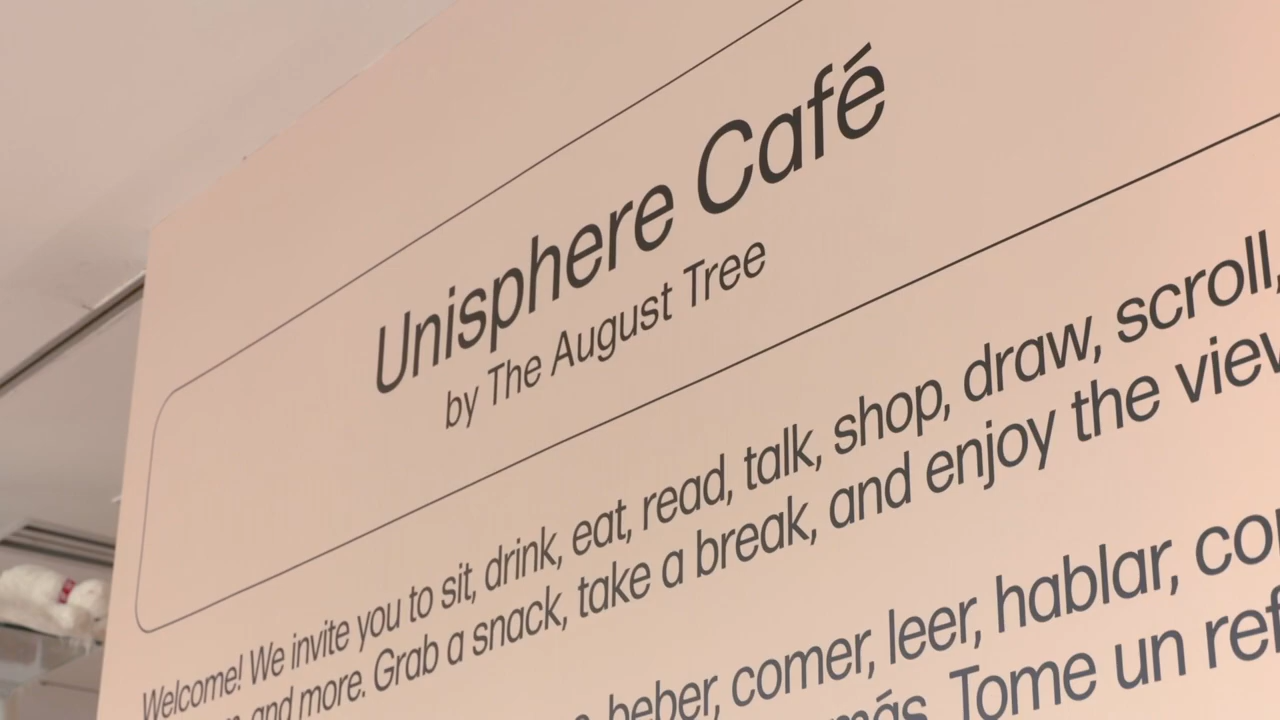 Unisphere Café
by The August Tree
Welcome! We invite you to sit, drink, eat, read, talk, shop, draw, scroll,
and more. Grab a snack, take a break, and enjoy the
beber, comer, leer, hablar,
más. Tome un